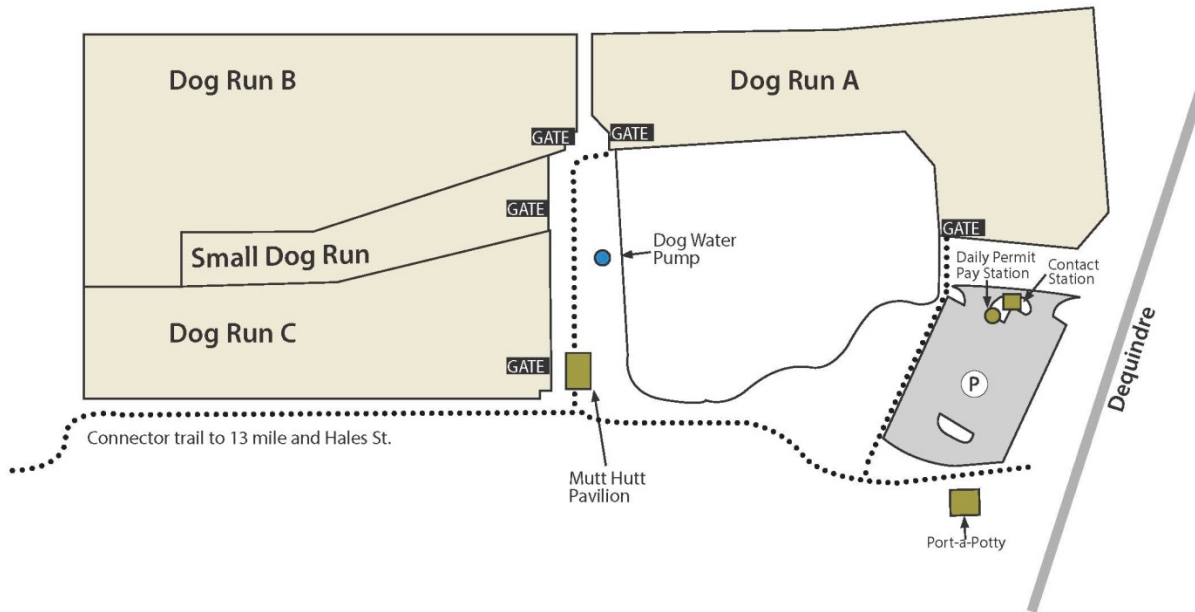 Dog Run B
Dog Run A
GATE
GATE
GATE
Small Dog Run
Dog Water
Pump
GATE
Daily Permit
Pay Station
Contact
Station
Dog Run C
GATE
P
Dequindre
Connector trail to 13 mile and Hales St.
Mutt Hutt
Pavilion
Port-a-Potty